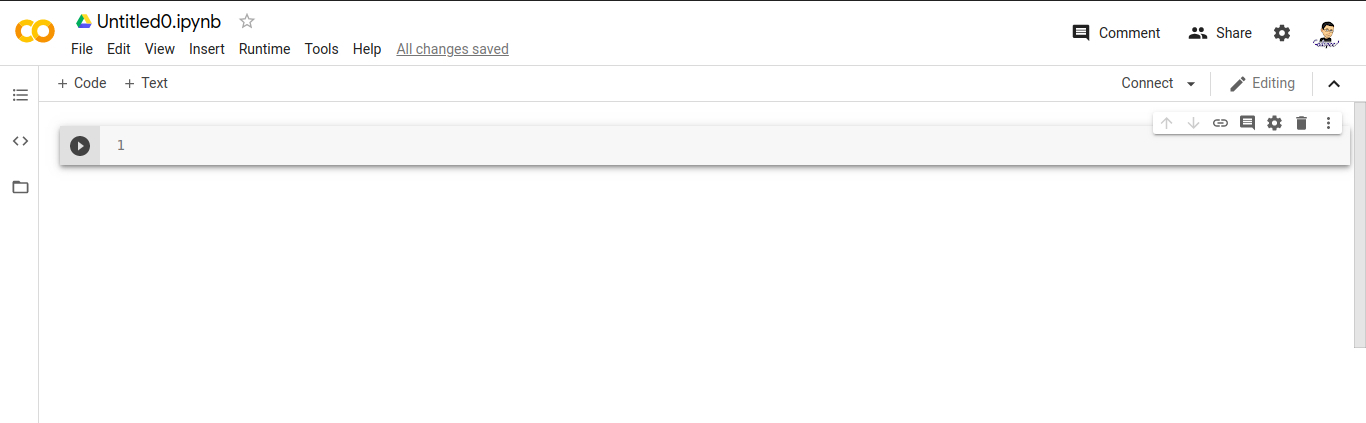 Untitled0.ipynb
File Edit View Insert Runtime Tools Help All changes saved
Comment Share
+ Code + Text
Connect Editing
1